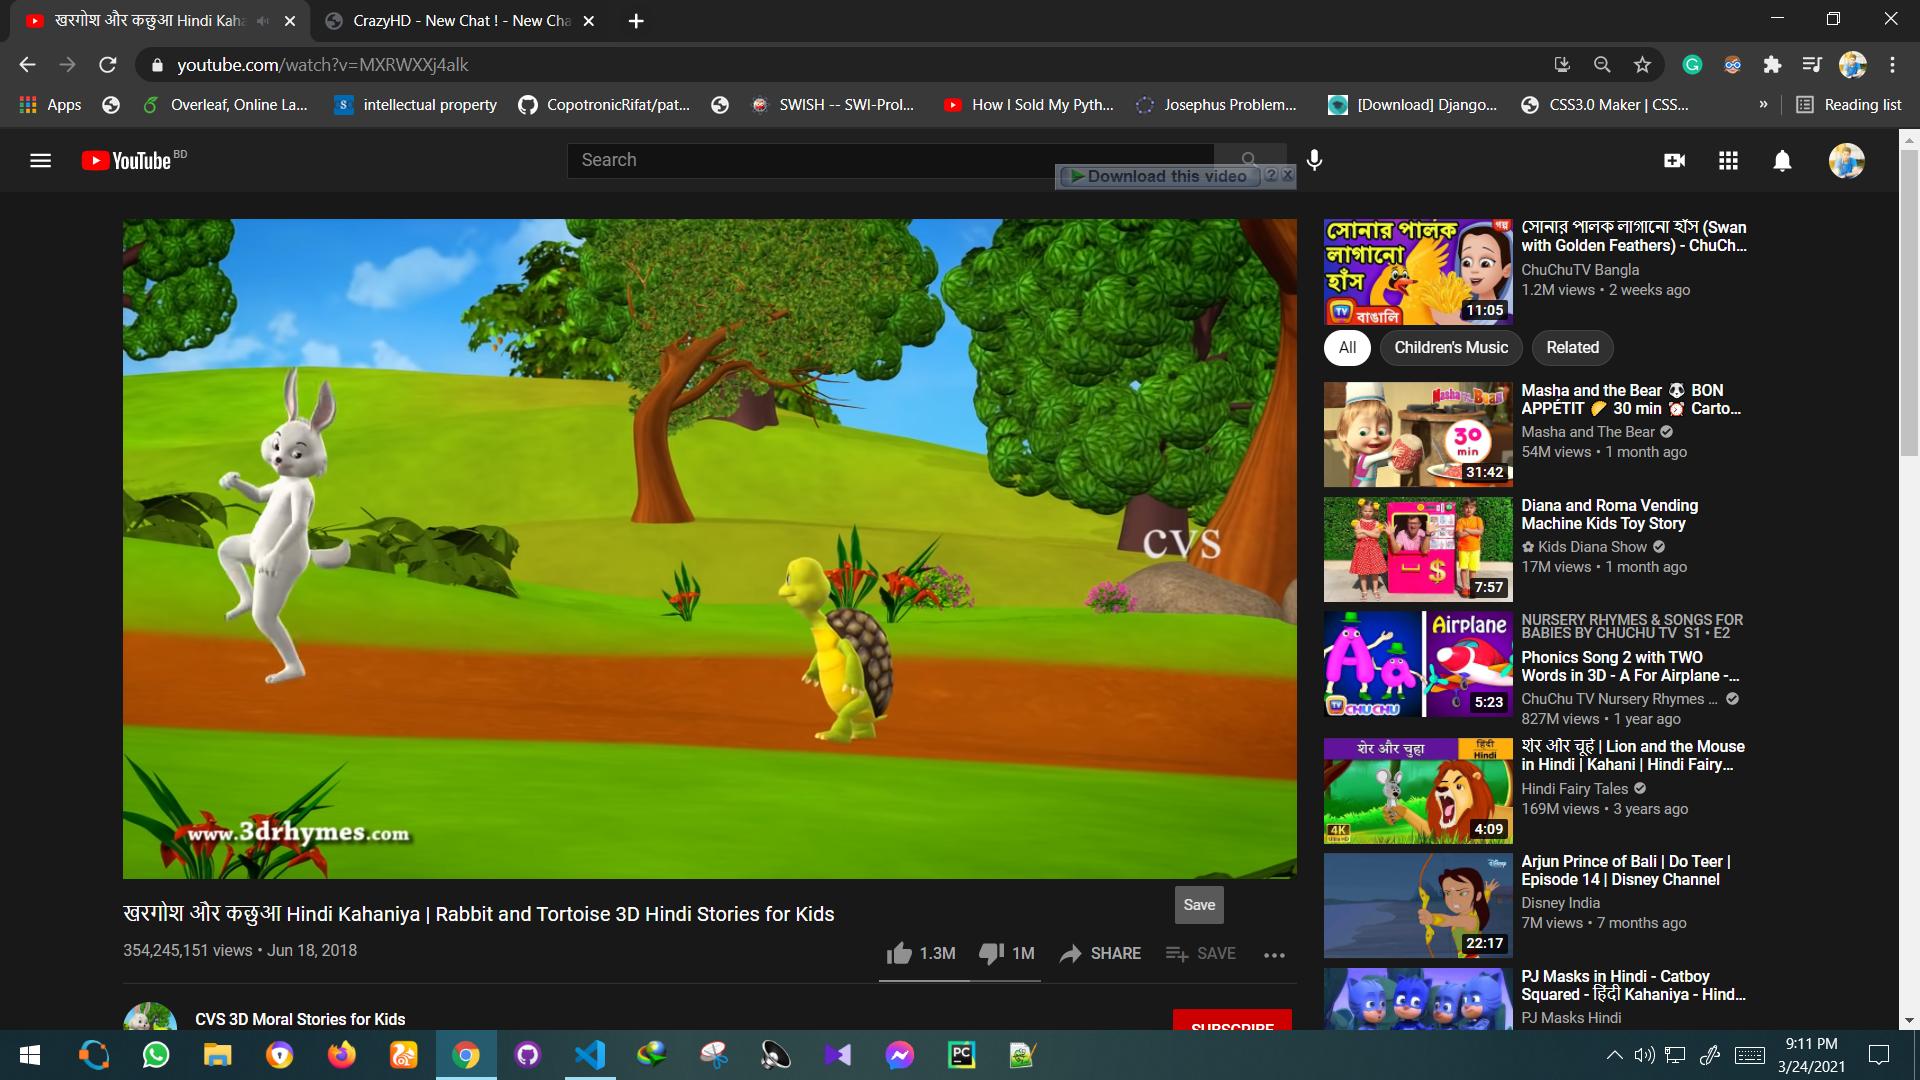 खरगोश और कछुआ Hindi Kaha
CrazyHD - New Chat ! - New Cha
youtube.com/watch?v=MXRWXXj4alk
Apps
Overleaf, Online La...
intellectual property
CopotronicRifat/pat...
SWISH -- SWI-Prol...
How I Sold My Pyth...
Josephus Problem...
[Download] Django...
CSS3.0 Maker | CSS...
»
Reading list
YouTube BD
Search
Download this video
CVS
www.3drhymes.com
खरगोश और कछुआ Hindi Kahaniya | Rabbit and Tortoise 3D Hindi Stories for Kids
Save
354,245,151 views • Jun 18, 2018
1.3M
1M
SHARE
SAVE
CVS 3D Moral Stories for Kids
SUBSCRIBE
সোনার পালক
লাগানো
হাঁস
গল্প
বাঙালি
11:05
সোনার পালক লাগানো হাঁস (Swan
with Golden Feathers) - ChuCh...
ChuChuTV Bangla
1.2M views • 2 weeks ago
All
Children's Music
Related
Masha and the Bear
30
min
31:42
Masha and the Bear 🐼 BON
APPÉTIT 🌮 30 min ⏰ Carto...
Masha and The Bear
54M views • 1 month ago
7:57
Diana and Roma Vending
Machine Kids Toy Story
✿ Kids Diana Show
17M views • 1 month ago
Airplane
TV CHUCHU
5:23
NURSERY RHYMES & SONGS FOR
BABIES BY CHUCHU TV S1 • E2
Phonics Song 2 with TWO
Words in 3D - A For Airplane -...
ChuChu TV Nursery Rhymes ...
827M views • 1 year ago
शेर और चुहा
हिंदी
Hindi
4K
4:09
शेर और चूहे | Lion and the Mouse
in Hindi | Kahani | Hindi Fairy...
Hindi Fairy Tales
169M views • 3 years ago
Disney
22:17
Arjun Prince of Bali | Do Teer |
Episode 14 | Disney Channel
Disney India
7M views • 7 months ago
PJ Masks in Hindi - Catboy
Squared - हिंदी Kahaniya - Hind...
PJ Masks Hindi
9:11 PM
3/24/2021